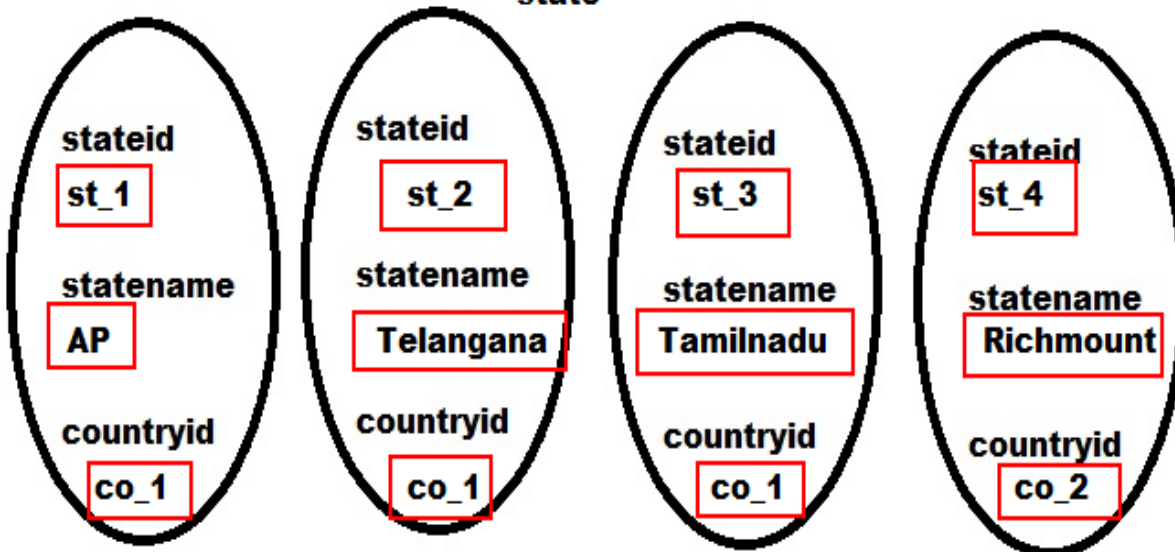 state
stateid
st_1
statename
AP
countryid
co_1
stateid
st_2
statename
Telangana
countryid
co_1
stateid
st_3
statename
Tamilnadu
countryid
co_1
stateid
st_4
statename
Richmount
countryid
co_2